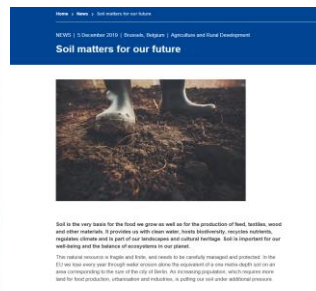 Home > News > Soil matters for our future
NEWS | 5 December 2019 | Brussels, Belgium | Agriculture and Rural Development
Soil matters for our future
Soil is the very basis for the food we grow as well as for the production of feed, textiles, wood
and other materials. It provides us with clean water, hosts biodiversity, recycles nutrients,
regulates climate and is part of our landscapes and cultural heritage. Soil is important for our
well-being and the balance of ecosystems in our planet.
This natural resource is fragile and finite, and needs to be carefully managed and protected. In the
EU we lose every year through water erosion alone the equivalent of a one metre-depth soil on an
area corresponding to the size of the city of Berlin. An increasing population, which requires more
land for food production, urbanisation and industries, is putting our soil under additional pressure.